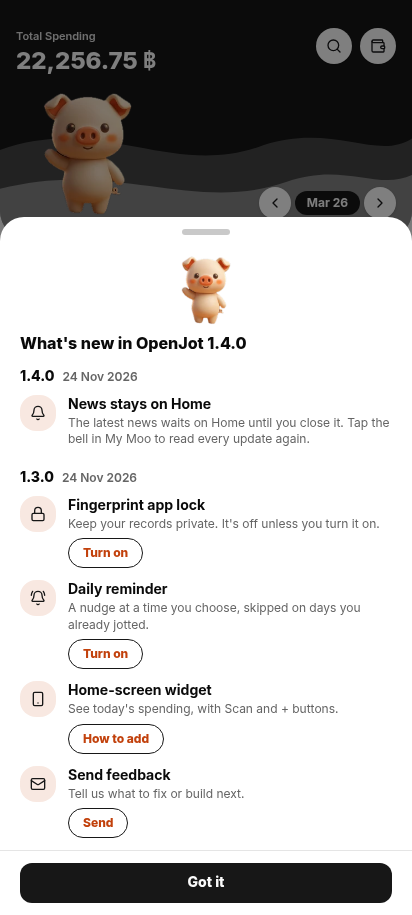 Total Spending
22,256.75 ฿
Mar 26
What's new in OpenJot 1.4.0
1.4.0 24 Nov 2026
News stays on Home
The latest news waits on Home until you close it. Tap the
bell in My Moo to read every update again.
1.3.0 24 Nov 2026
Fingerprint app lock
Keep your records private. It's off unless you turn it on.
Turn on
Daily reminder
A nudge at a time you choose, skipped on days you
already jotted.
Turn on
Home-screen widget
See today's spending, with Scan and + buttons.
How to add
Send feedback
Tell us what to fix or build next.
Send
Got it